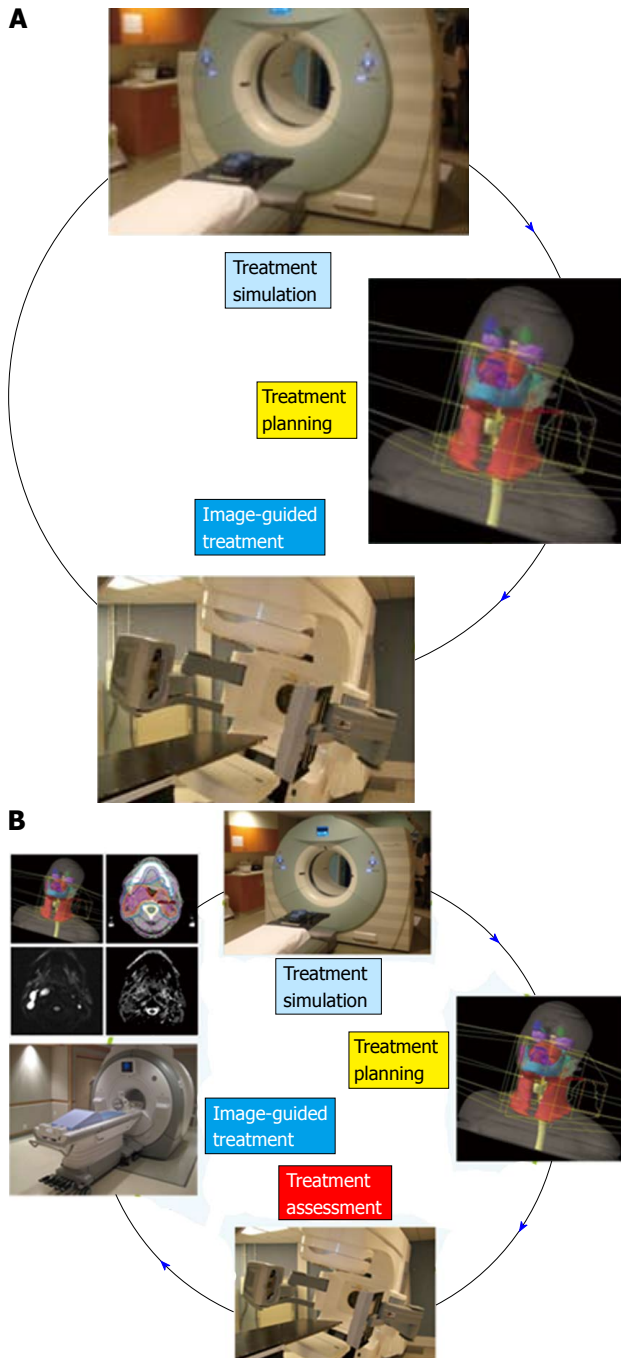 A
Treatment
simulation
Treatment
planning
Image-guided
treatment
B
Treatment
simulation
Treatment
planning
Image-guided
treatment
Treatment
assessment